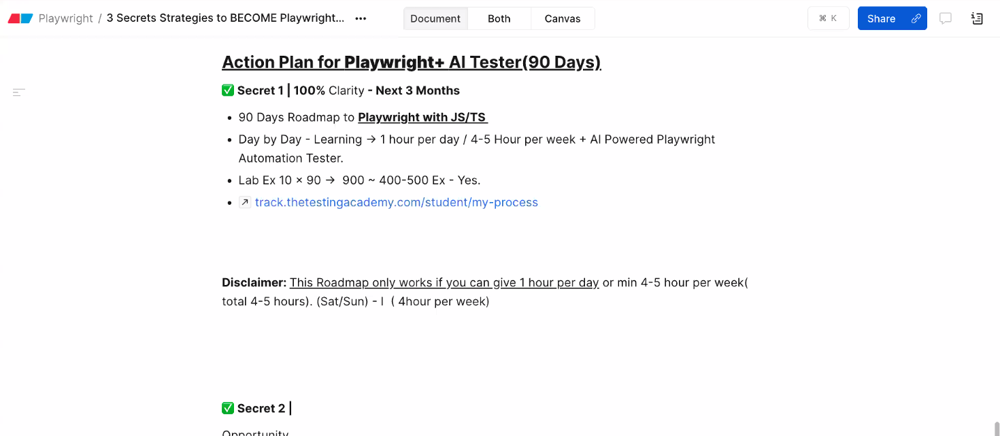 Playwright / 3 Secrets Strategies to BECOME Playwright... ••• Document Both Canvas ⌘ K Share
Action Plan for Playwright+ AI Tester(90 Days)
✅ Secret 1 | 100% Clarity - Next 3 Months
• 90 Days Roadmap to Playwright with JS/TS
• Day by Day - Learning → 1 hour per day / 4-5 Hour per week + AI Powered Playwright
Automation Tester.
• Lab Ex 10 × 90 → 900 ~ 400-500 Ex - Yes.
• track.thetestingacademy.com/student/my-process
Disclaimer: This Roadmap only works if you can give 1 hour per day or min 4-5 hour per week(
total 4-5 hours). (Sat/Sun) - I ( 4hour per week)
✅ Secret 2 |
Opportunity